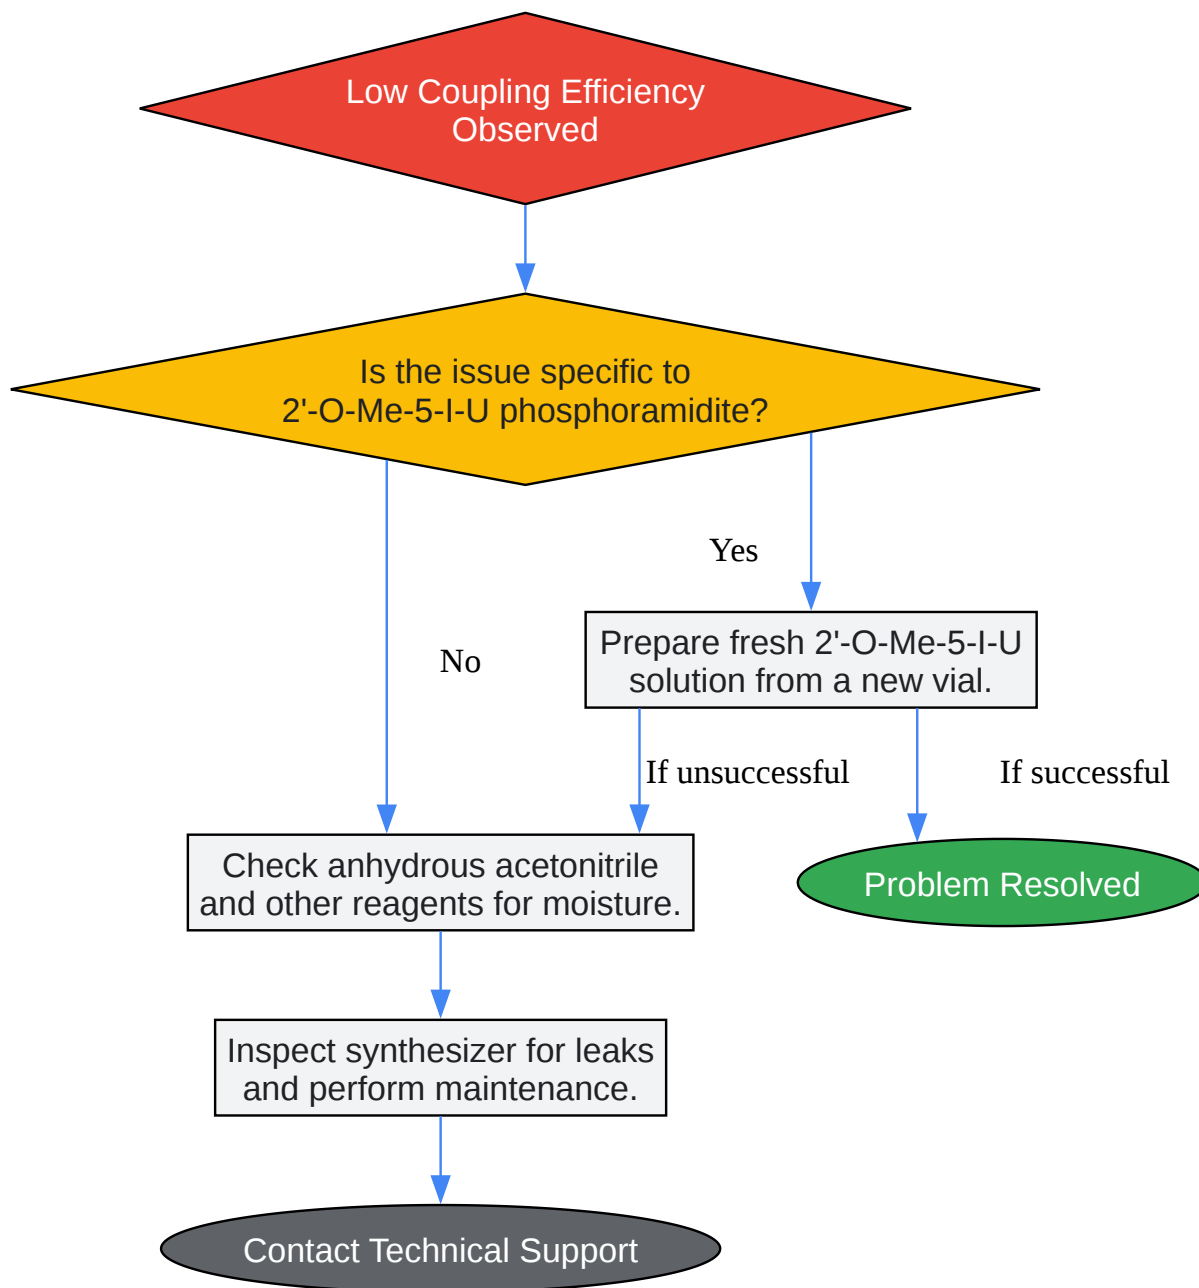 Low Coupling Efficiency
Observed
Is the issue specific to
2'-O-Me-5-I-U phosphoramidite?
Yes
Prepare fresh 2'-O-Me-5-I-U
solution from a new vial.
No
If unsuccessful
If successful
Check anhydrous acetonitrile
and other reagents for moisture.
Problem Resolved
Inspect synthesizer for leaks
and perform maintenance.
Contact Technical Support